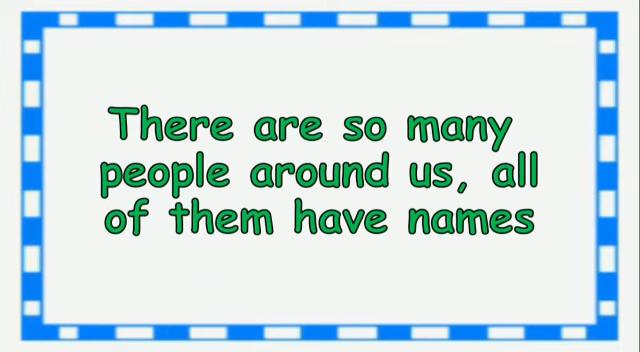 There are so many
people around us, all
of them have names